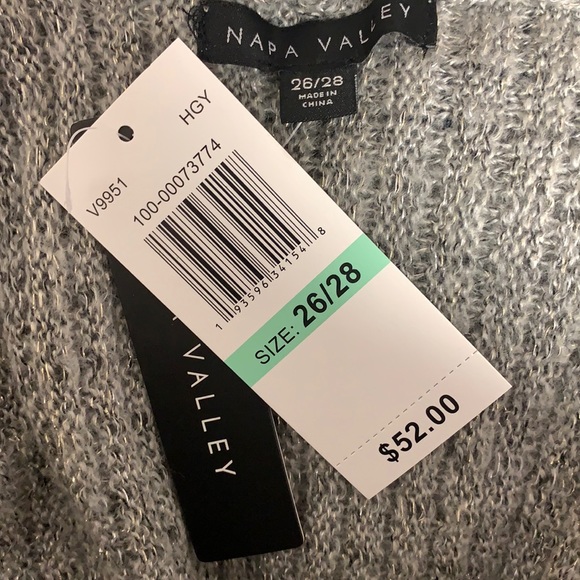 NAPA VALLEY
26/28
MADE IN
CHINA
HGY
V9951
100-00073774
1 93596 34154 8
SIZE: 26/28
$52.00
VALLEY